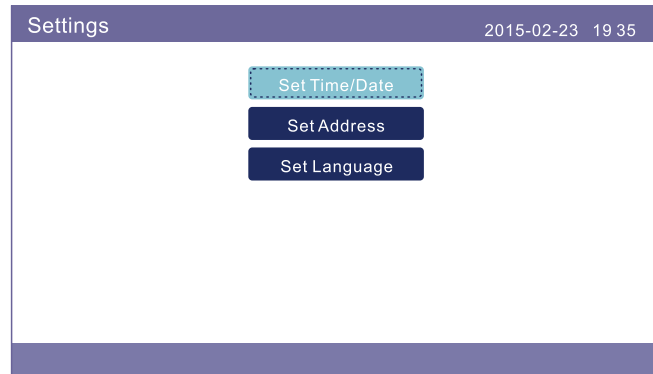 Settings
2015-02-23 19 35
Set Time/Date
Set Address
Set Language